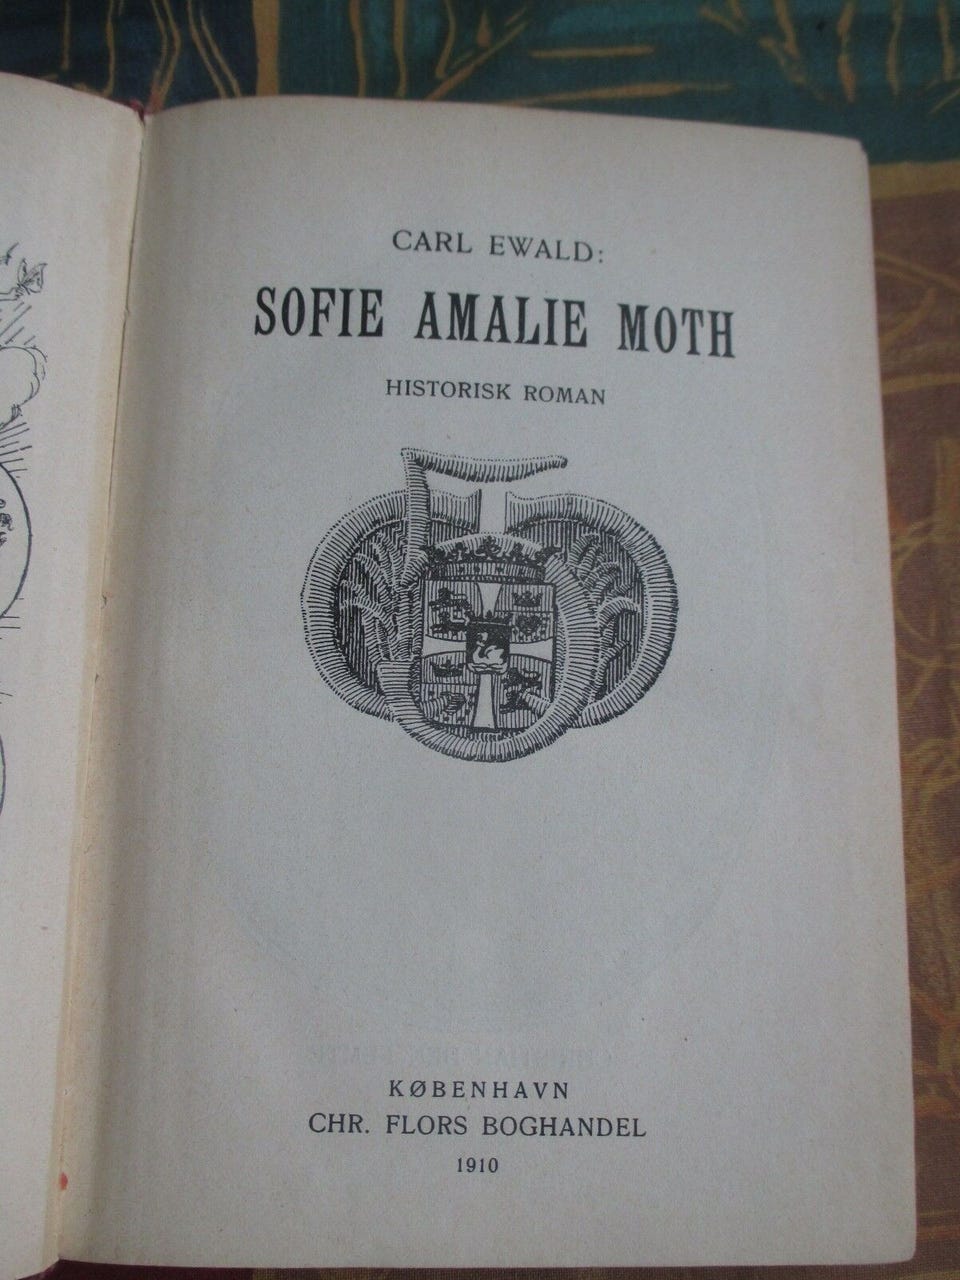 CARL EWALD:
SOFIE AMALIE MOTH
HISTORISK ROMAN
KØBENHAVN
CHR. FLORS BOGHANDEL
1910